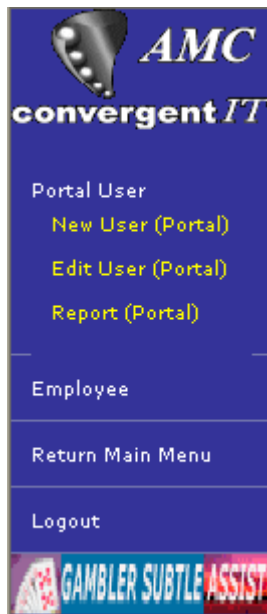 AMC
convergent.IT
Portal User
New User (Portal)
Edit User (Portal)
Report (Portal)
Employee
Return Main Menu
Logout
GAMBLER SUBTLE ASSIST